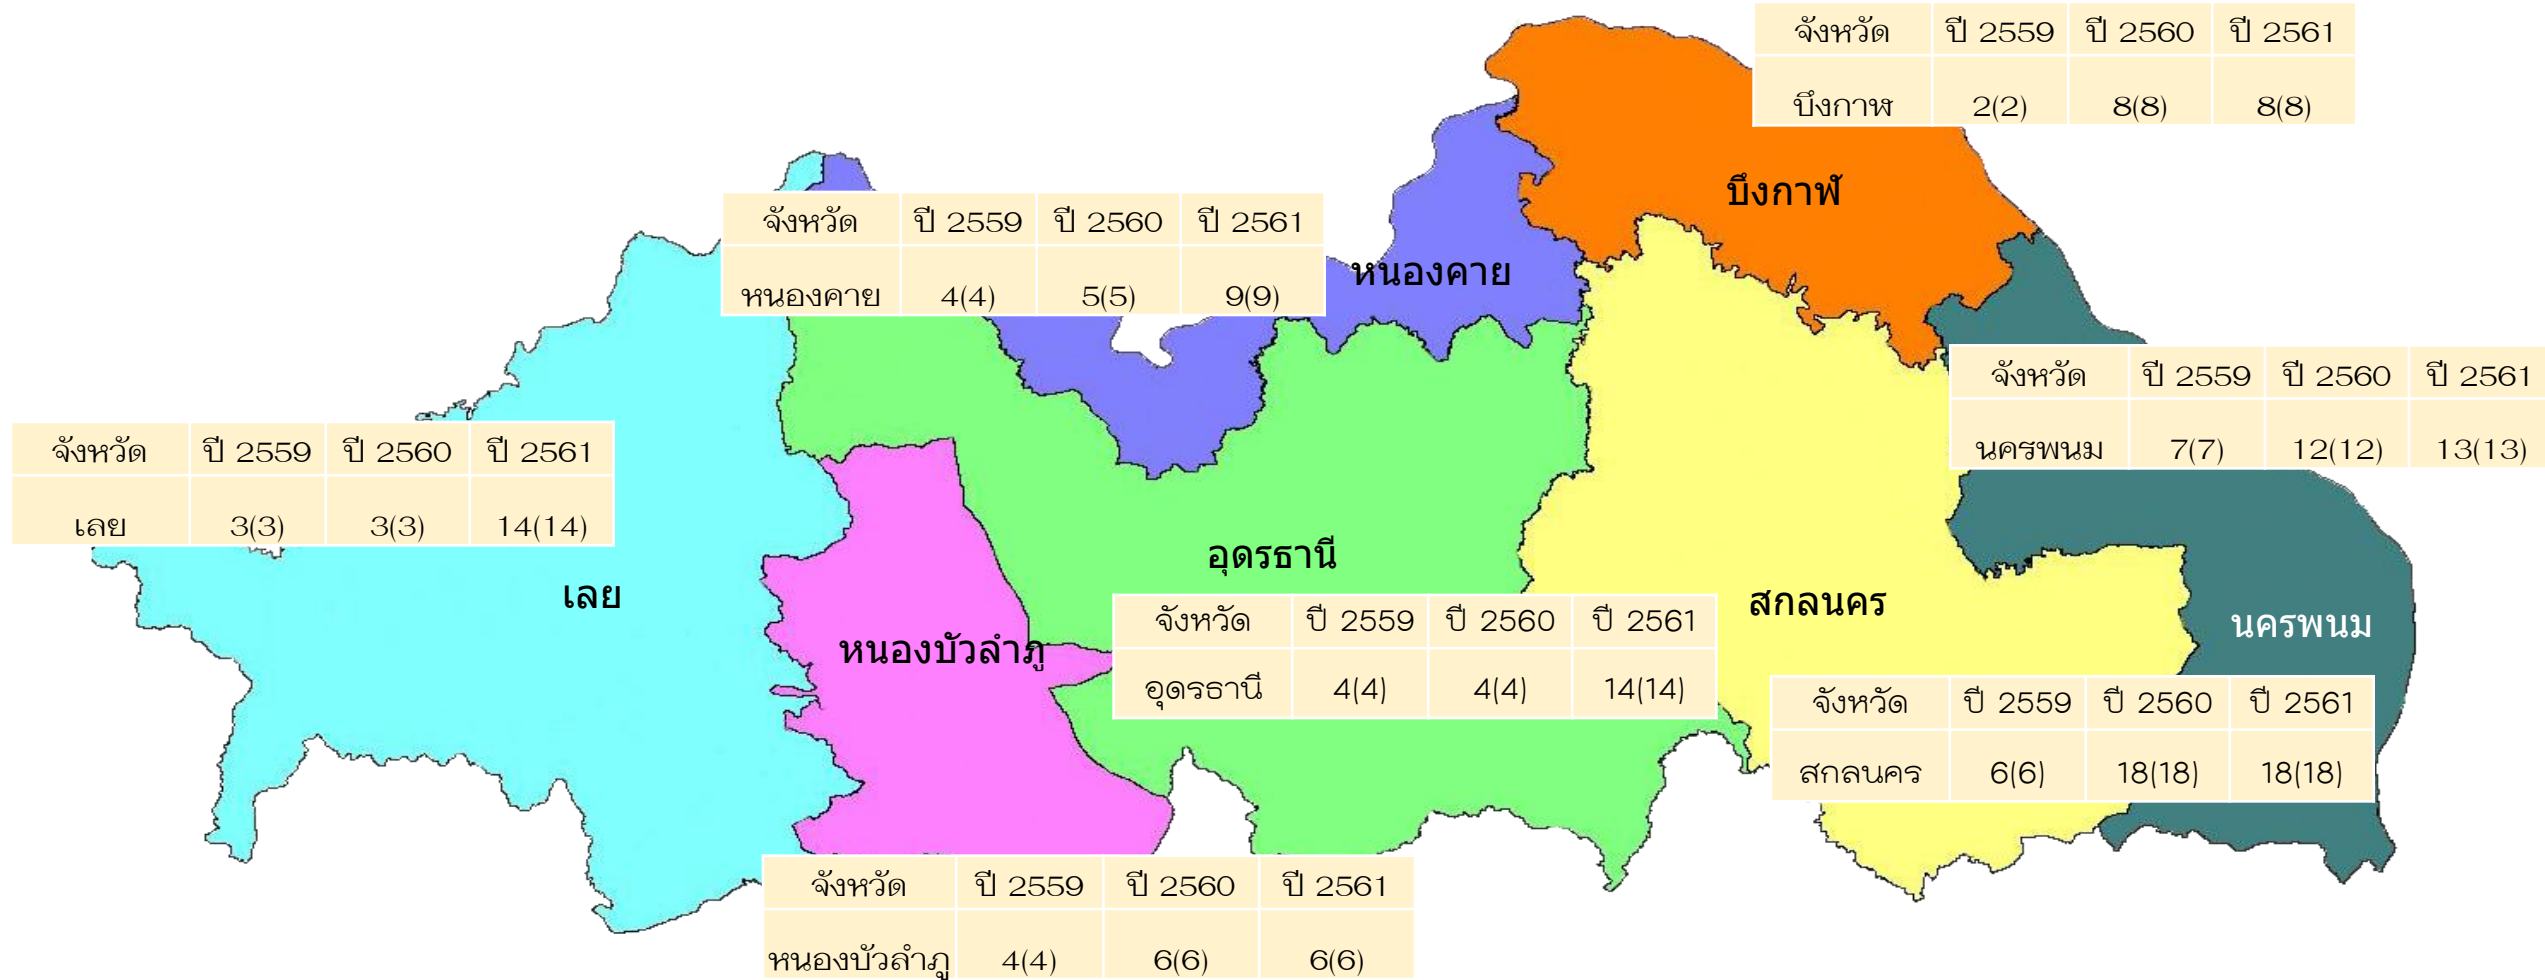 จังหวัด ปี 2559 ปี 2560 ปี 2561
บึงกาฬ 2(2) 8(8) 8(8)
บึงกาฬ
จังหวัด ปี 2559 ปี 2560 ปี 2561
หนองคาย 4(4) 5(5) 9(9)
หนองคาย
จังหวัด ปี 2559 ปี 2560 ปี 2561
นครพนม 7(7) 12(12) 13(13)
จังหวัด ปี 2559 ปี 2560 ปี 2561
เลย 3(3) 3(3) 14(14)
เลย
อุดรธานี
สกลนคร
นครพนม
หนองบัวลำภู
จังหวัด ปี 2559 ปี 2560 ปี 2561
อุดรธานี 4(4) 4(4) 14(14)
จังหวัด ปี 2559 ปี 2560 ปี 2561
สกลนคร 6(6) 18(18) 18(18)
จังหวัด ปี 2559 ปี 2560 ปี 2561
หนองบัวลำภู 4(4) 6(6) 6(6)